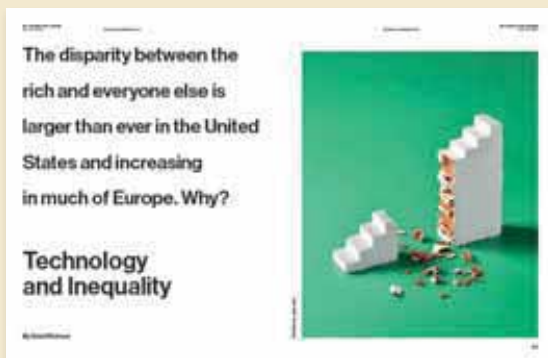 The disparity between the
rich and everyone else is
larger than ever in the United
States and increasing
in much of Europe. Why?
Technology
and Inequality